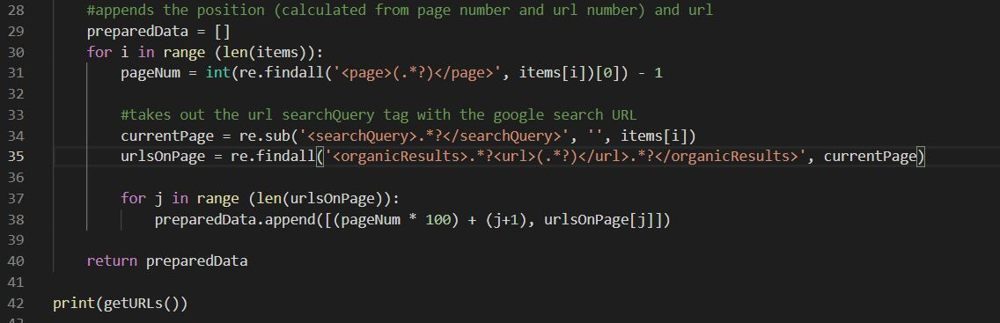 28 #appends the position (calculated from page number and url number) and url
29 preparedData = []
30 for i in range (len(items)):
31 pageNum = int(re.findall('<page>(.*?)</page>', items[i])[0]) - 1
32
33 #takes out the url searchQuery tag with the google search URL
34 currentPage = re.sub('<searchQuery>.*?</searchQuery>', '', items[i])
35 urlsOnPage = re.findall('<organicResults>.*?<url>(.*?)</url>.*?</organicResults>', currentPage)
36
37 for j in range (len(urlsOnPage)):
38 preparedData.append([(pageNum * 100) + (j+1), urlsOnPage[j]])
39
40 return preparedData
41
42 print(getURLs())
43